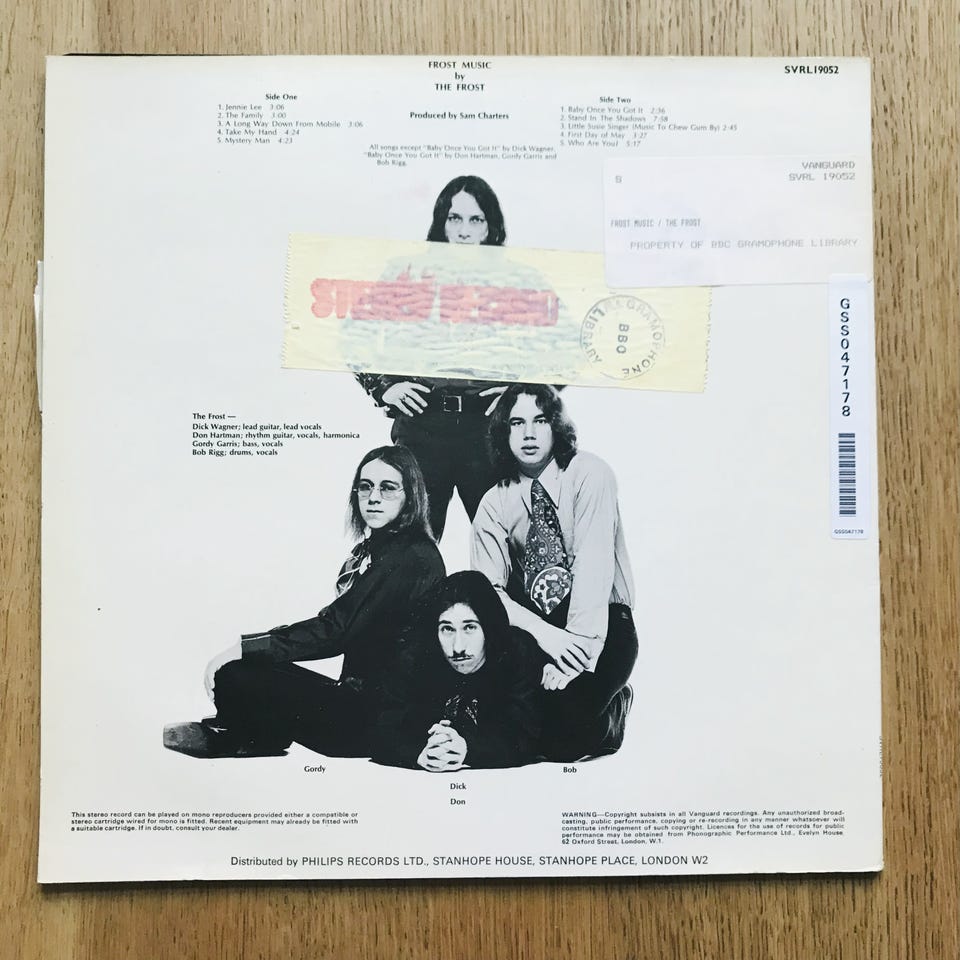 FROST MUSIC
by
THE FROST
SVRL19052
Side One
1. Jennie Lee 3:06
2. The Family 3:00
3. A Long Way Down From Mobile 3:06
4. Take My Hand 4:24
5. Mystery Man 4:23
Produced by Sam Charters
Side Two
1. Baby Once You Got It 2:36
2. Stand In The Shadows 7:58
3. Little Susie Singer (Music To Chew Gum By) 2:45
4. First Day of May 3:27
5. Who Are You? 5:17
All songs except "Baby Once You Got It" by Dick Wagner.
"Baby Once You Got It" by Don Hartman, Gordy Garris and
Bob Rigg.
VANGUARD
S
SVRL 19052
FROST MUSIC / THE FROST
PROPERTY OF BBC GRAMOPHONE LIBRARY
STEREO RECORD
GRAMOPHONE
BBC
LIBRARY
GSS047178
GSS047178
The Frost —
Dick Wagner; lead guitar, lead vocals
Don Hartman; rhythm guitar, vocals, harmonica
Gordy Garris; bass, vocals
Bob Rigg; drums, vocals
Gordy
Bob
Dick
Don
This stereo record can be played on mono reproducers provided either a compatible or
stereo cartridge wired for mono is fitted. Recent equipment may already be fitted with
a suitable cartridge. If in doubt, consult your dealer.
WARNING—Copyright subsists in all Vanguard recordings. Any unauthorized broad-
casting, public performance, copying or re-recording in any manner whatsoever will
constitute infringement of such copyright. Licences for the use of records for public
performance may be obtained from Phonographic Performance Ltd., Evelyn House,
62 Oxford Street, London, W.1.
Distributed by PHILIPS RECORDS LTD., STANHOPE HOUSE, STANHOPE PLACE, LONDON W2